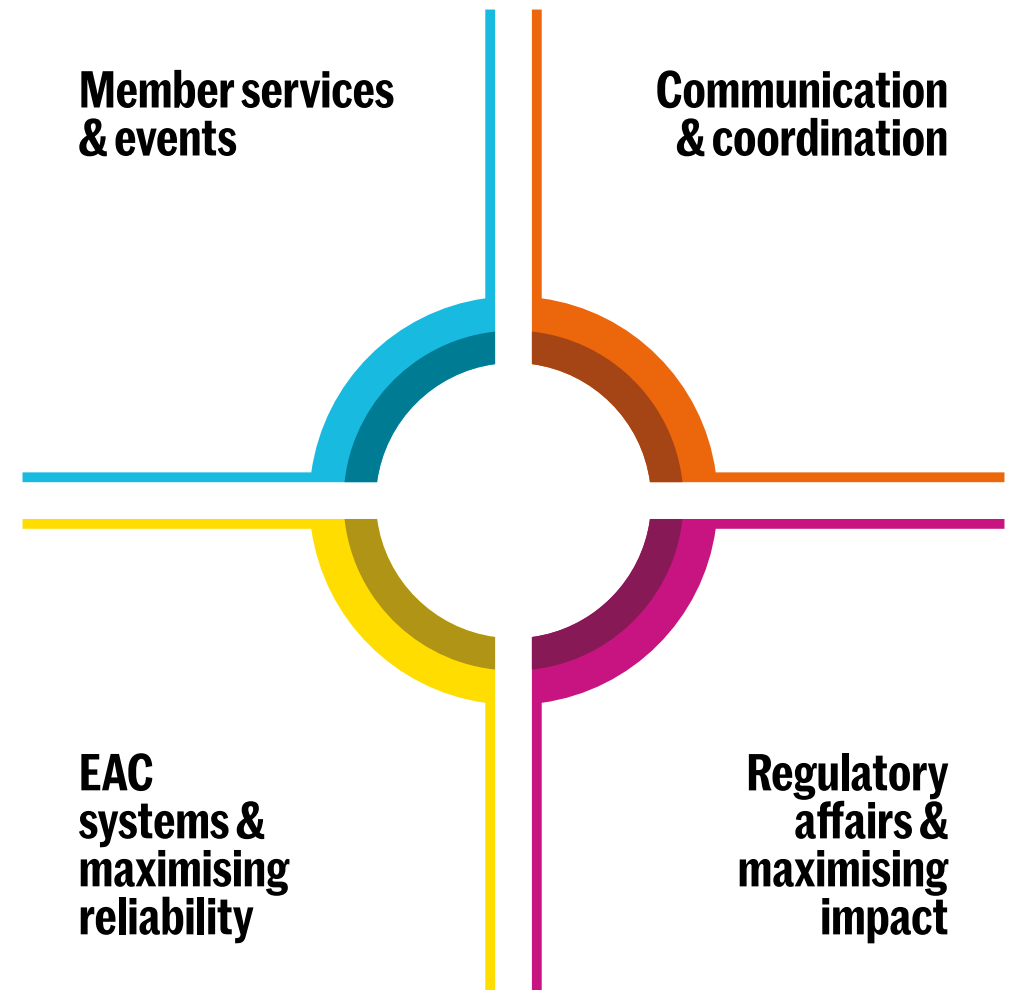 Member services
& events
Communication
& coordination
EAC
systems &
maximising
reliability
Regulatory
affairs &
maximising
impact